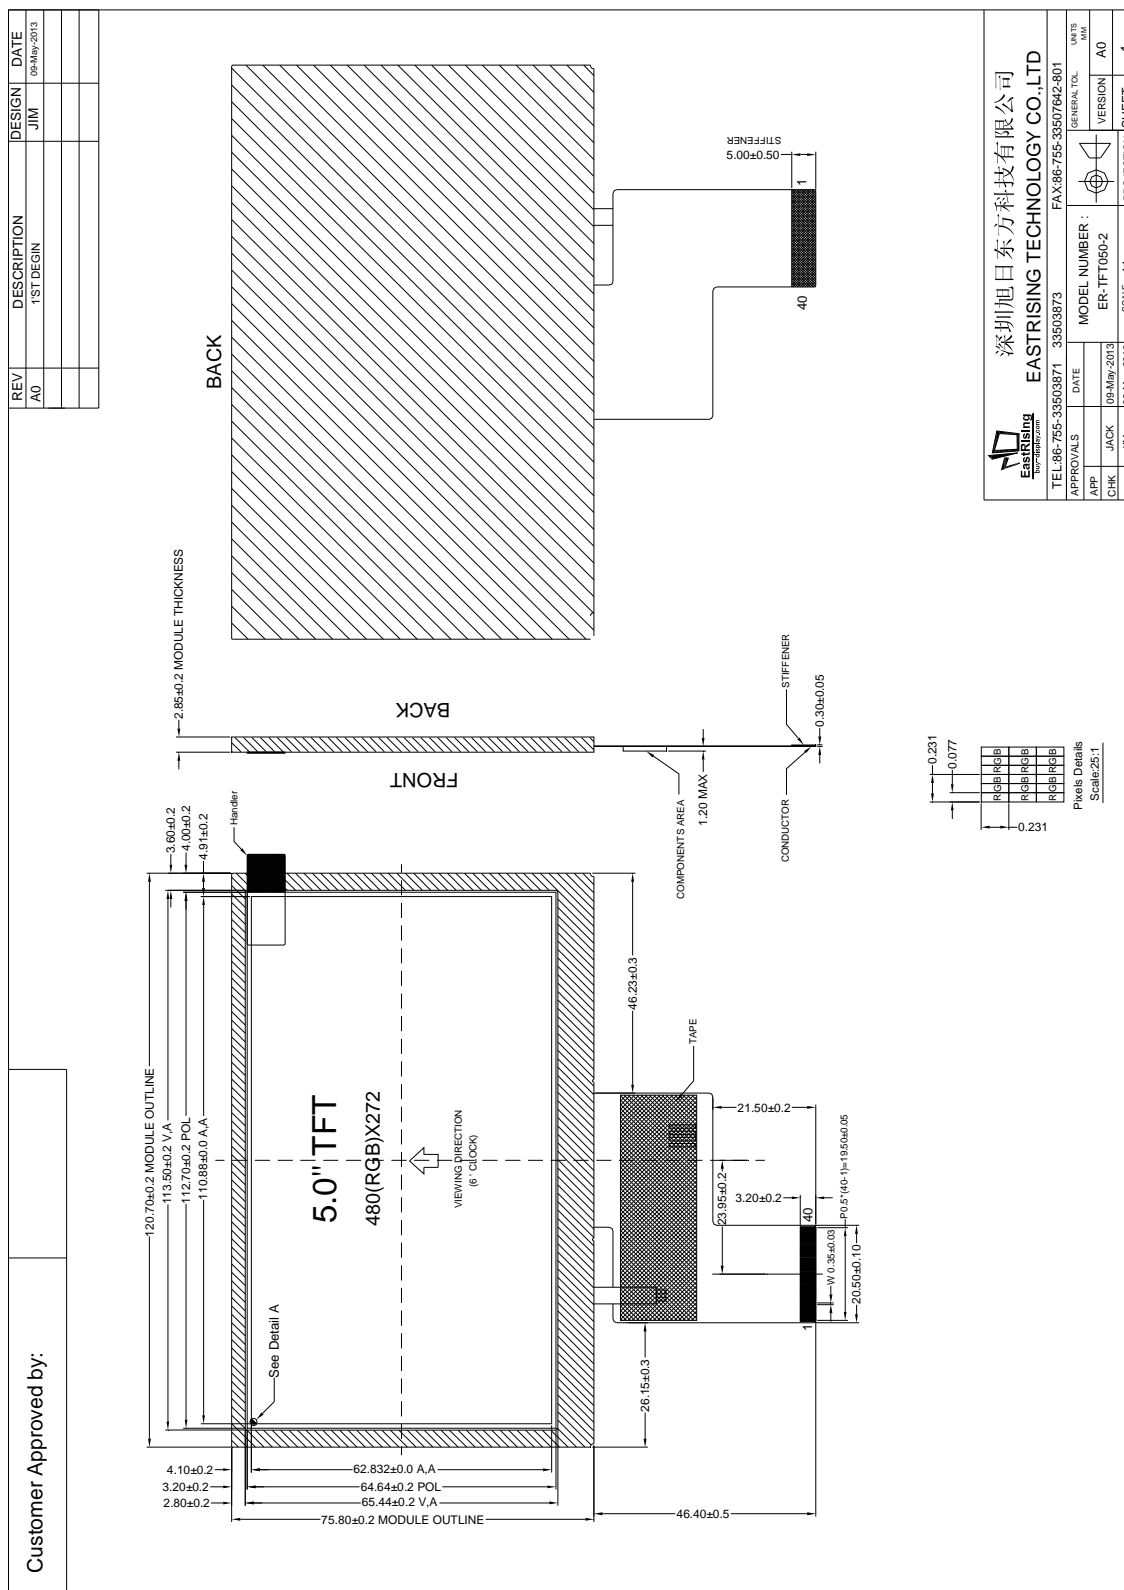 Customer Approved by:
REV DESCRIPTION DESIGN DATE
A0 1'ST DEGIN JIM 09-May-2013
120.70±0.2 MODULE OUTLINE
113.50±0.2 V,A
112.70±0.2 POL
110.88±0.0 A,A
3.60±0.2
4.00±0.2
4.91±0.2
Handler
2.85±0.2 MODULE THICKNESS
BACK
See Detail A
5.0" TFT
480(RGB)X272
VIEWING DIRECTION
(6 ' CLOCK)
FRONT
BACK
4.10±0.2
3.20±0.2
2.80±0.2
62.832±0.0 A,A
64.64±0.2 POL
65.44±0.2 V,A
75.80±0.2 MODULE OUTLINE
46.40±0.5
26.15±0.3
46.23±0.3
TAPE
21.50±0.2
23.95±0.2
3.20±0.2
1
40
W 0.35±0.03
P0.5*(40-1)=19.50±0.05
20.50±0.10
COMPONENTS AREA
1.20 MAX
CONDUCTOR
STIFFENER
0.30±0.05
40
1
5.00±0.50
STIFFENER
0.231
0.077
0.231
RGB RGB
RGB RGB
RGB RGB
Pixels Details
Scale:25:1
EastRising
buy-display.com
深圳旭日东方科技有限公司
EASTRISING TECHNOLOGY CO.,LTD
TEL:86-755-33503871 33503873 FAX:86-755-33507642-801
APPROVALS DATE
APP
CHK JACK 09-May-2013
MODEL NUMBER :
ER-TFT050-2
GENERAL TOL. UNITS
MM
VERSION A0